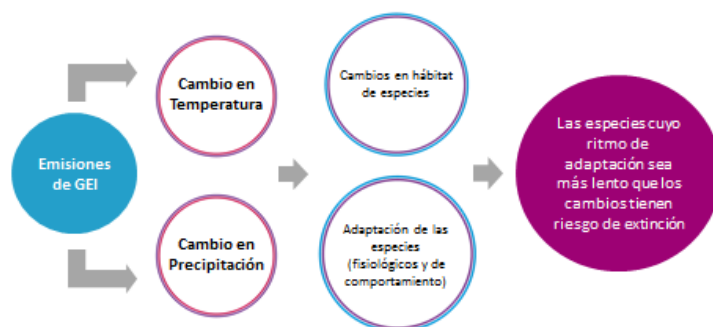 Emisiones
de GEI
Cambio en
Temperatura
Cambio en
Precipitación
Cambios en hábitat
de especies
Adaptación de las
especies
(fisiológicos y de
comportamiento)
Las especies cuyo
ritmo de
adaptación sea
más lento que los
cambios tienen
riesgo de extinción